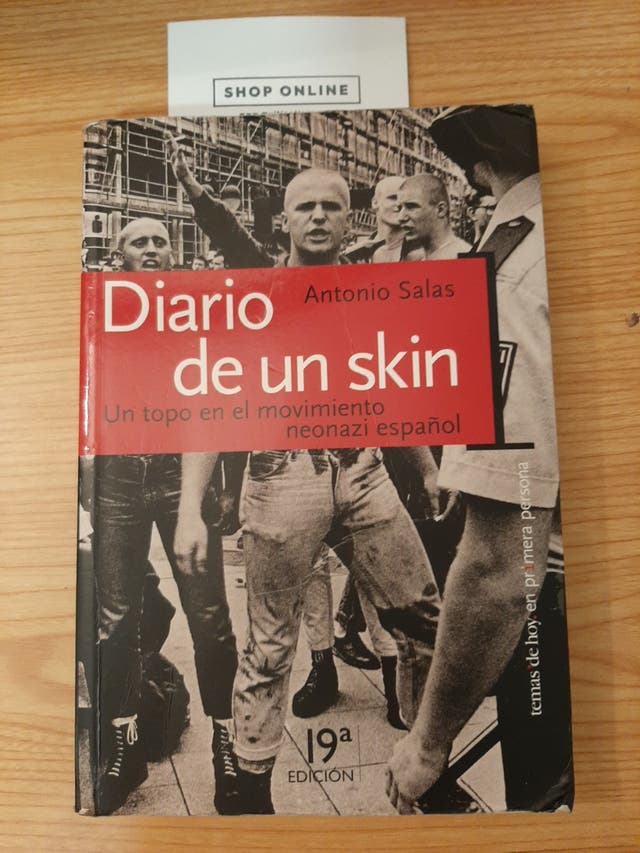 SHOP ONLINE
Antonio Salas
Diario
de un skin
Un topo en el movimiento
neonazi español
temas de hoy. en primera persona
19ª
EDICIÓN